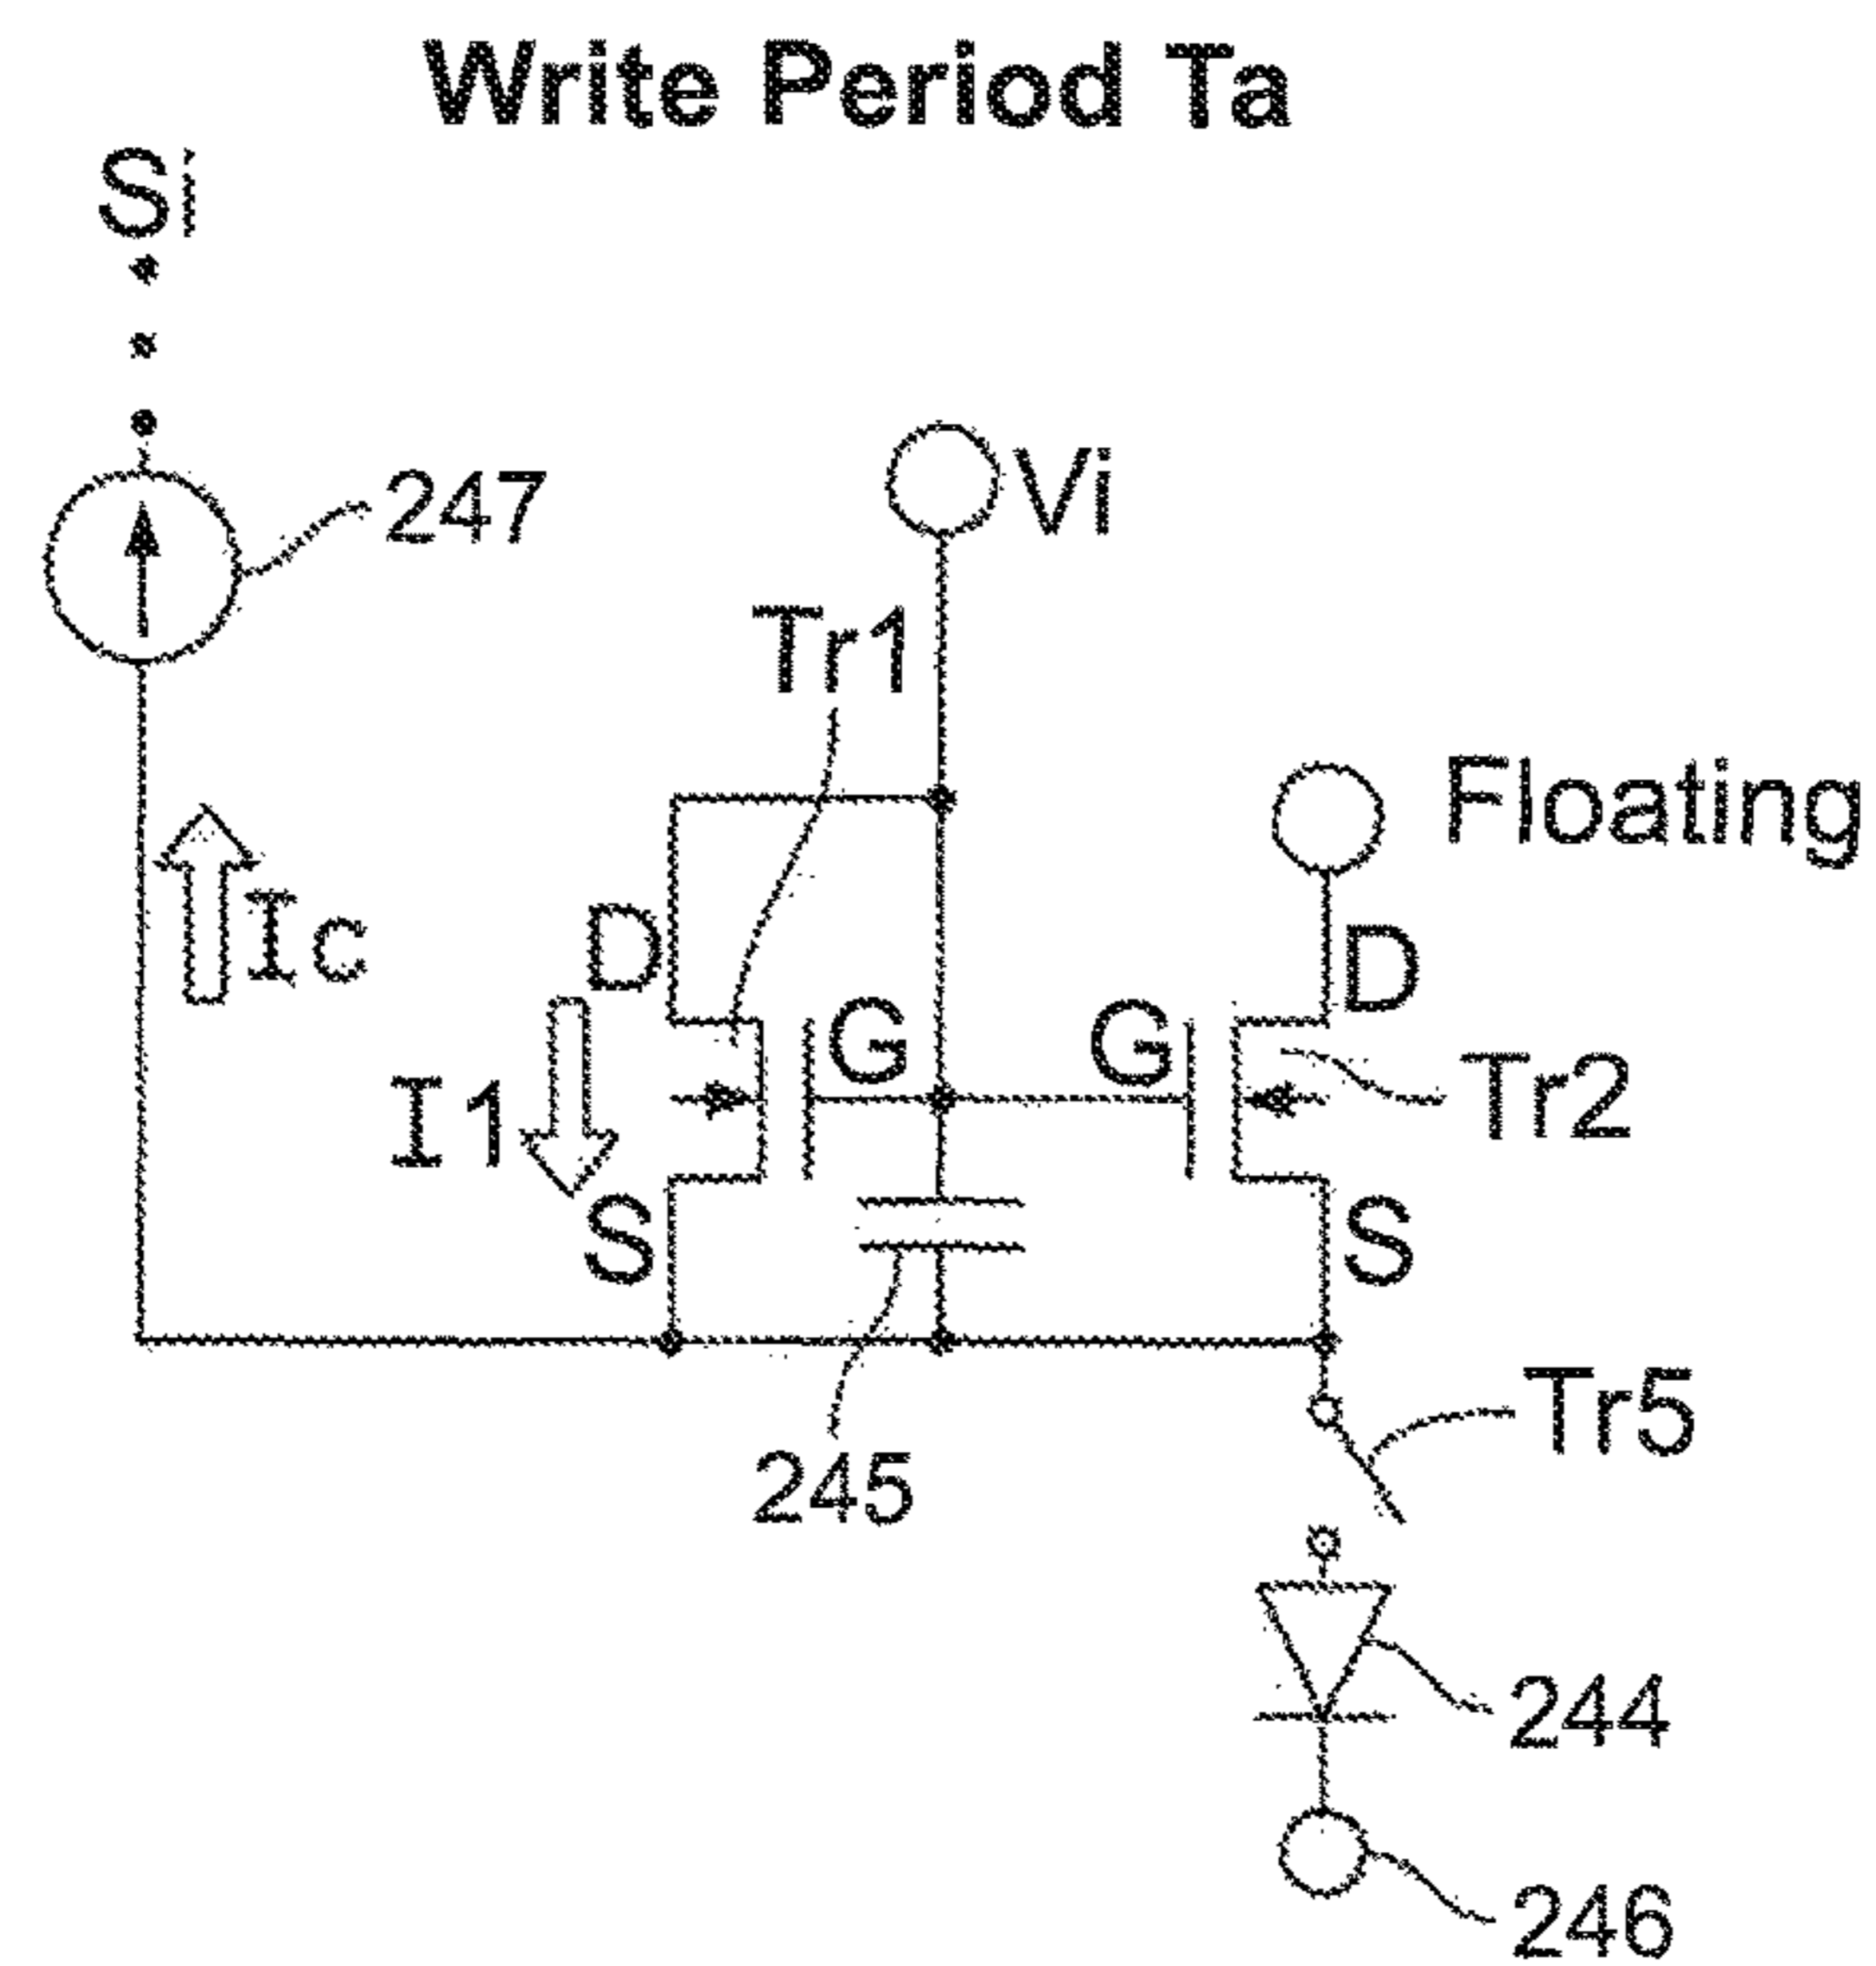 Write Period Ta
Si
247
Vi
Tr1
Floating
Ic
D
D
I1
G
G
Tr2
S
S
Tr5
245
244
246